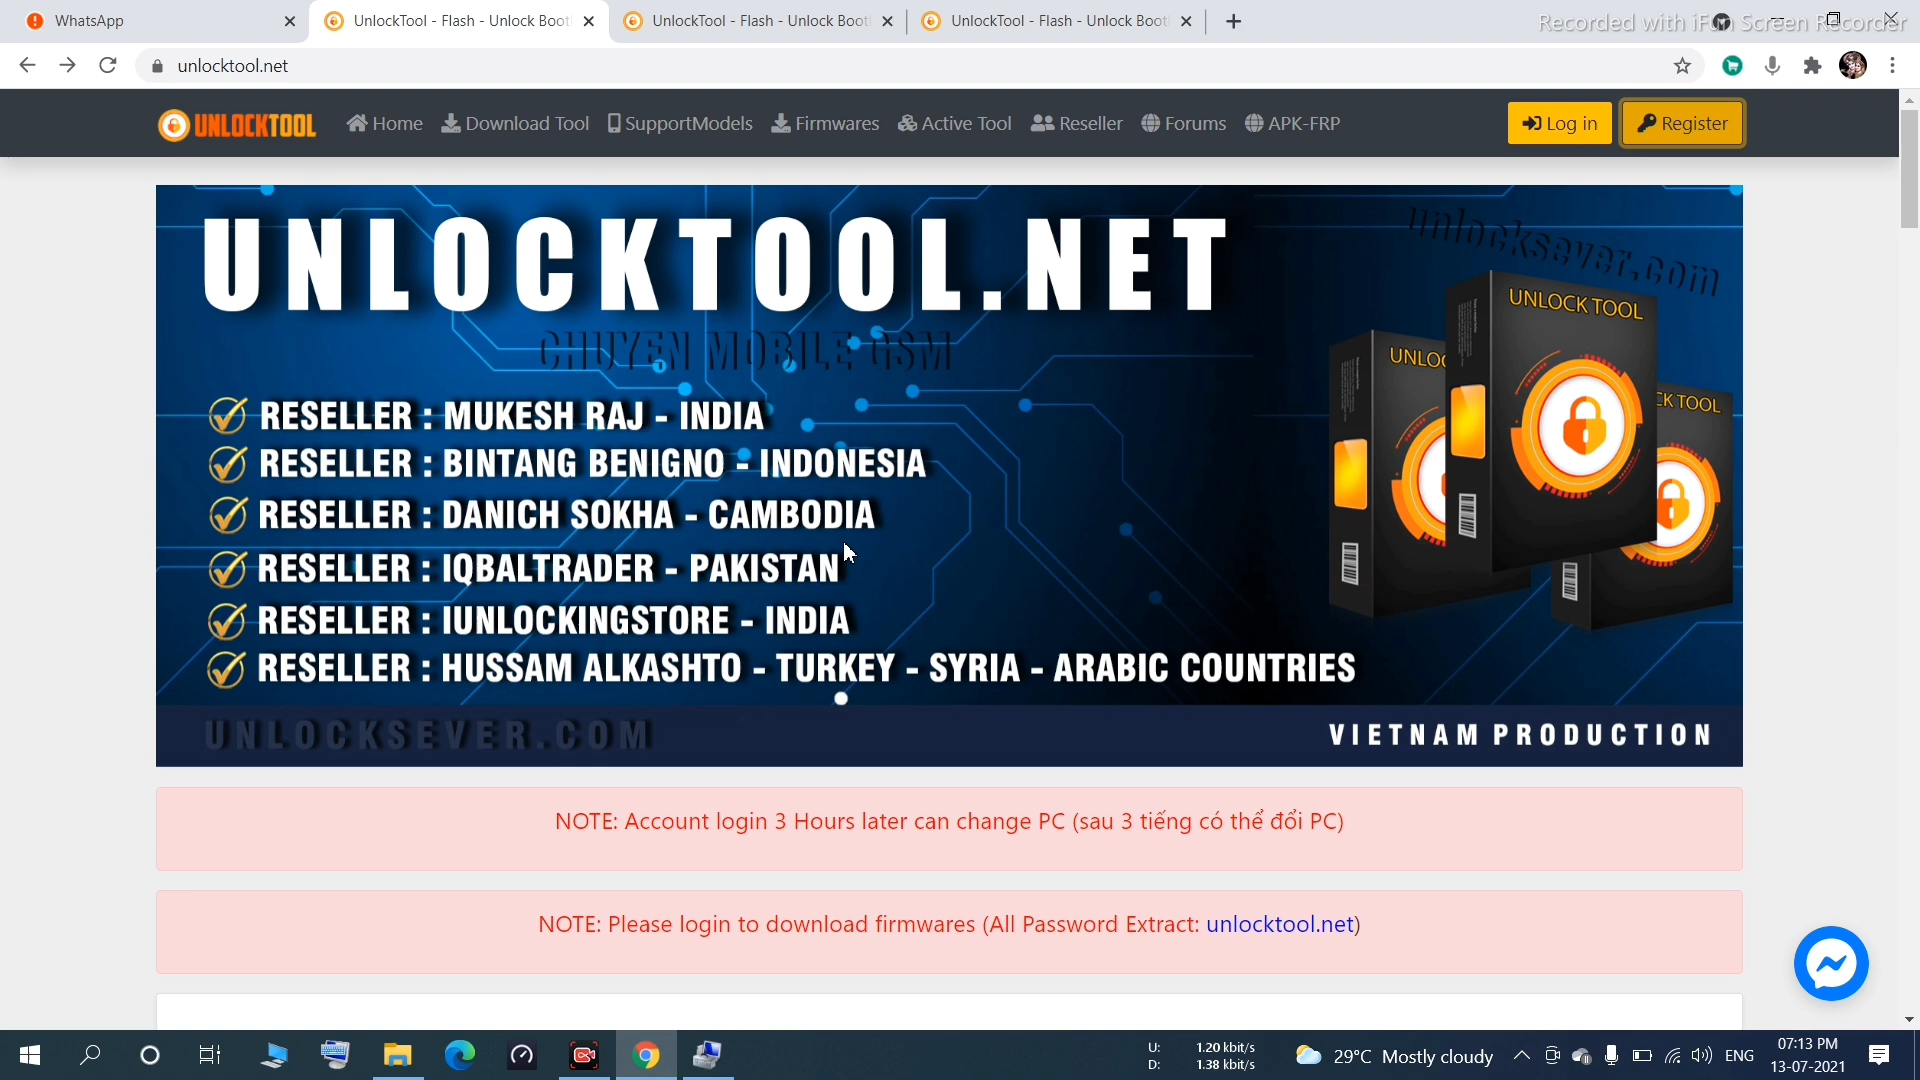 WhatsApp
UnlockTool - Flash - Unlock Boot
UnlockTool - Flash - Unlock Boot
UnlockTool - Flash - Unlock Boot
Recorded with iFun Screen Recorder
unlocktool.net
UNLOCKTOOL
Home
Download Tool
SupportModels
Firmwares
Active Tool
Reseller
Forums
APK-FRP
Log in
Register
UNLOCKTOOL.NET
unlocksever.com
CHUYEN MOBILE GSM
UNLOCK TOOL
UNLO
CK TOOL
RESELLER : MUKESH RAJ - INDIA
RESELLER : BINTANG BENIGNO - INDONESIA
RESELLER : DANICH SOKHA - CAMBODIA
RESELLER : IQBALTRADER - PAKISTAN
RESELLER : IUNLOCKINGSTORE - INDIA
RESELLER : HUSSAM ALKASHTO - TURKEY - SYRIA - ARABIC COUNTRIES
UNLOCKSEVER.COM
VIETNAM PRODUCTION
NOTE: Account login 3 Hours later can change PC (sau 3 tiếng có thể đổi PC)
NOTE: Please login to download firmwares (All Password Extract: unlocktool.net)
U: 1.20 kbit/s
D: 1.38 kbit/s
29°C Mostly cloudy
ENG
07:13 PM
13-07-2021